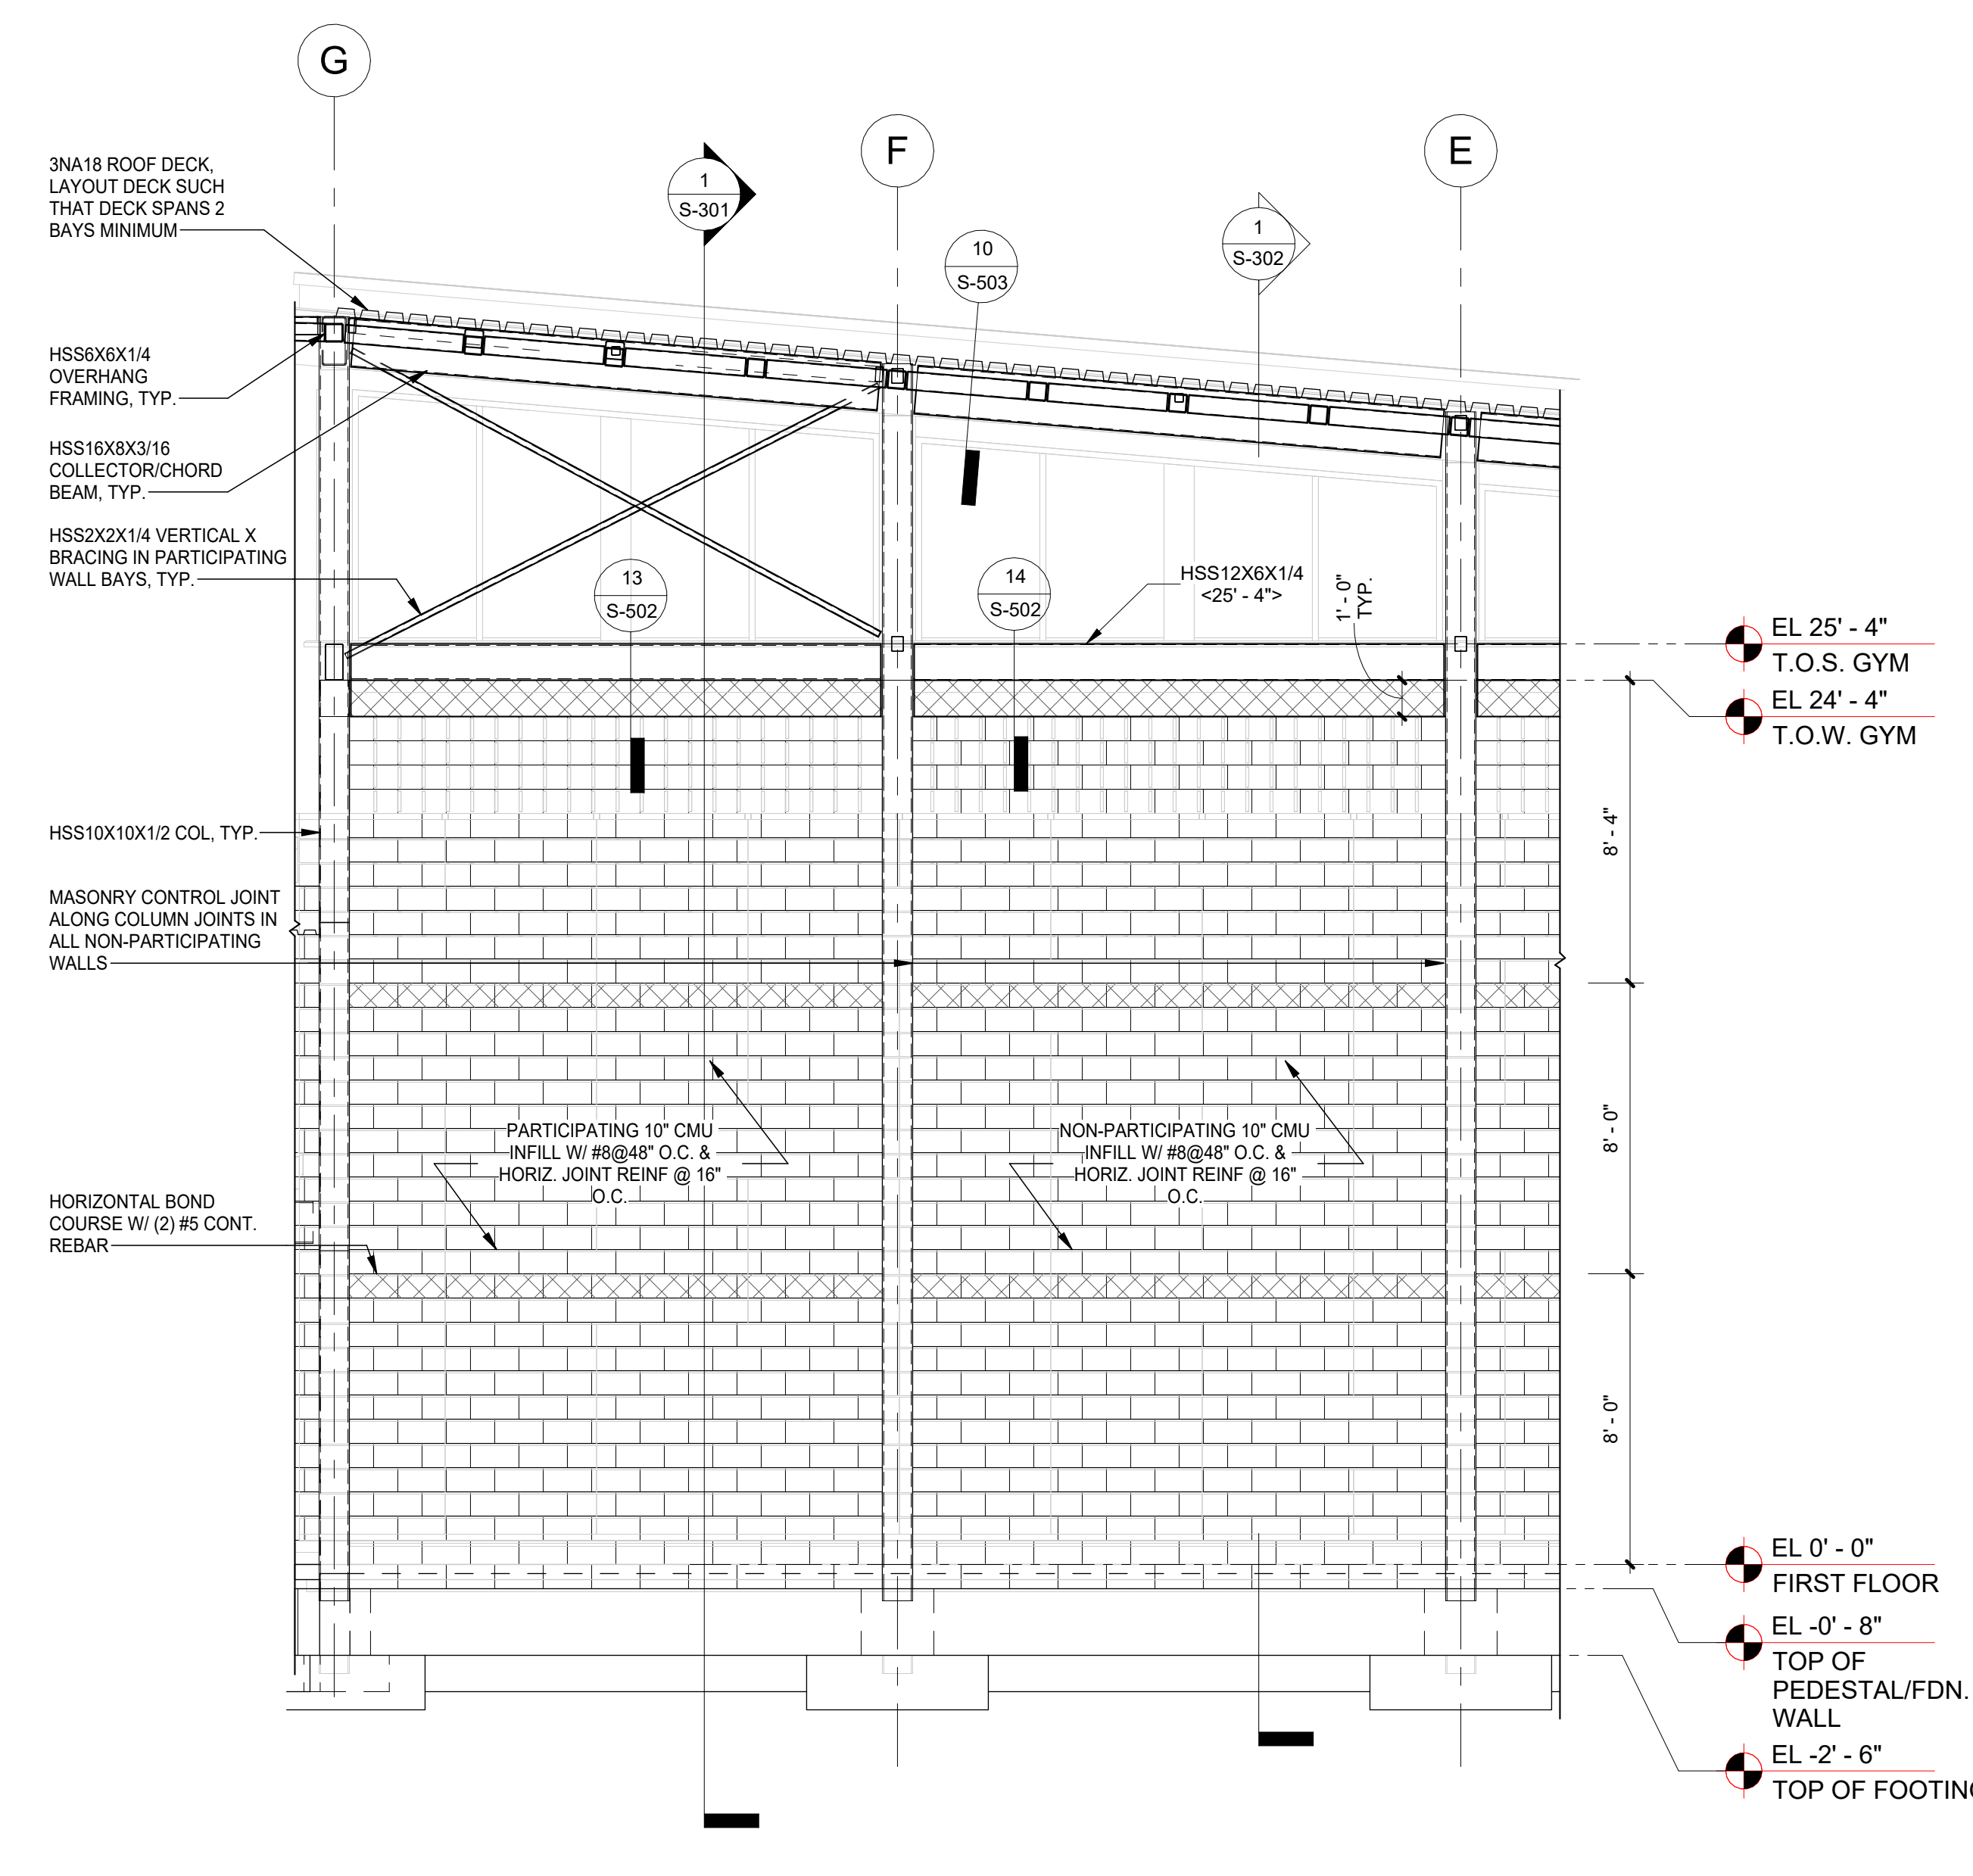 G
F
E
3NA18 ROOF DECK,
LAYOUT DECK SUCH
THAT DECK SPANS 2
BAYS MINIMUM
1
S-301
10
S-503
1
S-302
HSS6X6X1/4
OVERHANG
FRAMING, TYP.
HSS16X8X3/16
COLLECTOR/CHORD
BEAM, TYP.
HSS2X2X1/4 VERTICAL X
BRACING IN PARTICIPATING
WALL BAYS, TYP.
13
S-502
14
S-502
HSS12X6X1/4
<25' - 4">
1' - 0"
TYP.
EL 25' - 4"
T.O.S. GYM
EL 24' - 4"
T.O.W. GYM
8' - 4"
HSS10X10X1/2 COL, TYP.
MASONRY CONTROL JOINT
ALONG COLUMN JOINTS IN
ALL NON-PARTICIPATING
WALLS
PARTICIPATING 10" CMU
INFILL W/ #8@48" O.C. &
HORIZ. JOINT REINF @ 16"
O.C.
NON-PARTICIPATING 10" CMU
INFILL W/ #8@48" O.C. &
HORIZ. JOINT REINF @ 16"
O.C.
8' - 0"
HORIZONTAL BOND
COURSE W/ (2) #5 CONT.
REBAR
8' - 0"
EL 0' - 0"
FIRST FLOOR
EL -0' - 8"
TOP OF
PEDESTAL/FDN.
WALL
EL -2' - 6"
TOP OF FOOTING